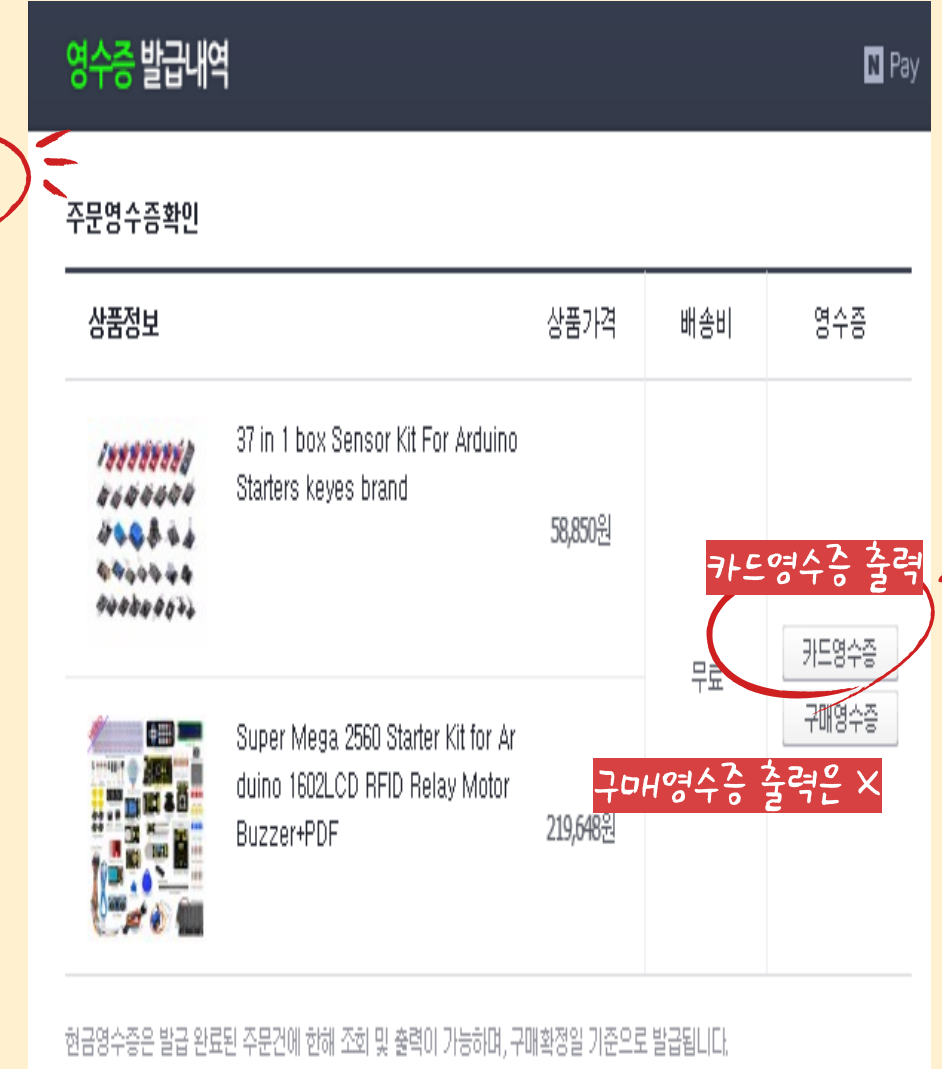 영수증 발급내역
N Pay
주문영수증확인
상품정보 상품가격 배송비 영수증
37 in 1 box Sensor Kit For Arduino
Starters keyes brand
58,850원
카드영수증 출력
카드영수증
무료
구매영수증
Super Mega 2560 Starter Kit for Ar
duino 1602LCD RFID Relay Motor
Buzzer+PDF
구매영수증 출력은 X
219,648원
현금영수증은 발급 완료된 주문건에 한해 조회 및 출력이 가능하며, 구매확정일 기준으로 발급됩니다.